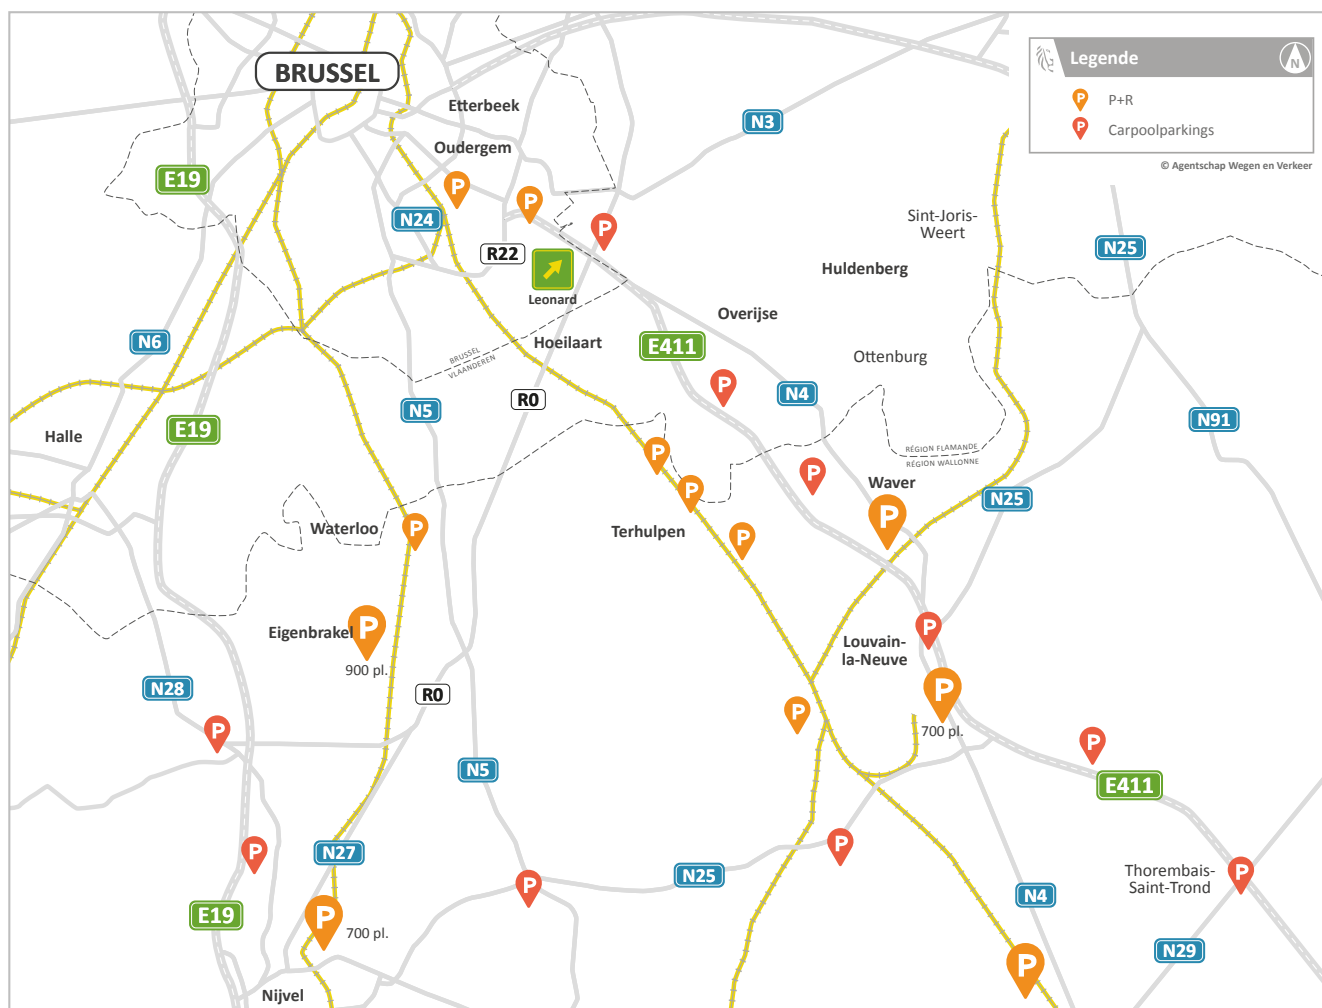 BRUSSEL
Legende
N
P
P+R
P
Carpoolparkings
© Agentschap Wegen en Verkeer
Etterbeek
N3
Oudergem
E19
P
P
N24
P
Sint-Joris-
Weert
N25
R22
Leonard
Huldenberg
Overijse
N6
Hoeilaart
BRUSSEL
VLAANDEREN
E411
Ottenburg
P
N4
R0
N5
N91
E19
Halle
P
RÉGION FLAMANDE
RÉGION WALLONNE
P
Waver
P
N25
P
Waterloo
P
Terhulpen
P
Eigenbrakel
P
900 pl.
P
Louvain-
la-Neuve
N28
R0
P
700 pl.
P
P
P
N5
E411
P
N27
P
Thorembais-
Saint-Trond
P
N25
P
N4
E19
P
700 pl.
N29
P
Nijvel